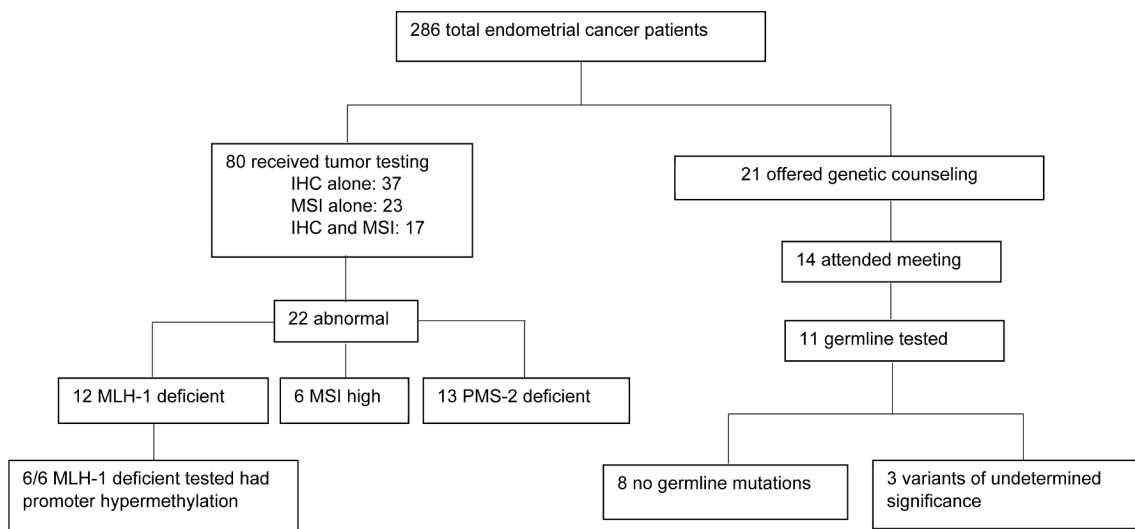 286 total endometrial cancer patients
80 received tumor testing
IHC alone: 37
MSI alone: 23
IHC and MSI: 17
21 offered genetic counseling
14 attended meeting
22 abnormal
11 germline tested
12 MLH-1 deficient
6 MSI high
13 PMS-2 deficient
6/6 MLH-1 deficient tested had
promoter hypermethylation
8 no germline mutations
3 variants of undetermined
significance